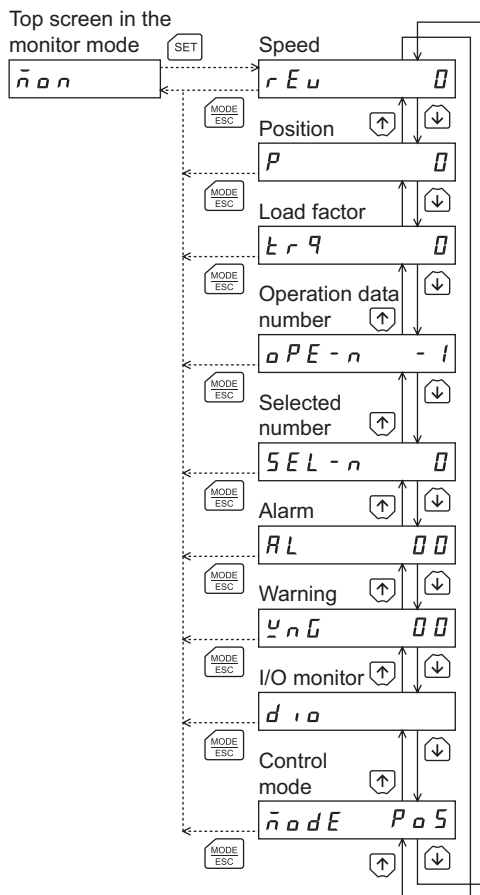 Top screen in the
monitor mode
SET
mon
Speed
rEv 0
MODE
ESC
↑
↓
Position
P 0
MODE
ESC
↓
Load factor
trq 0
MODE
ESC
↓
Operation data
number
↑
oPE-n -1
MODE
ESC
↓
Selected
number
↑
SEL-n 0
MODE
ESC
↓
Alarm
↑
AL 00
MODE
ESC
↓
Warning
↑
WnG 00
MODE
ESC
↓
I/O monitor
↑
dio
MODE
ESC
↓
Control
mode
↑
modE PoS
MODE
ESC
↑
↓